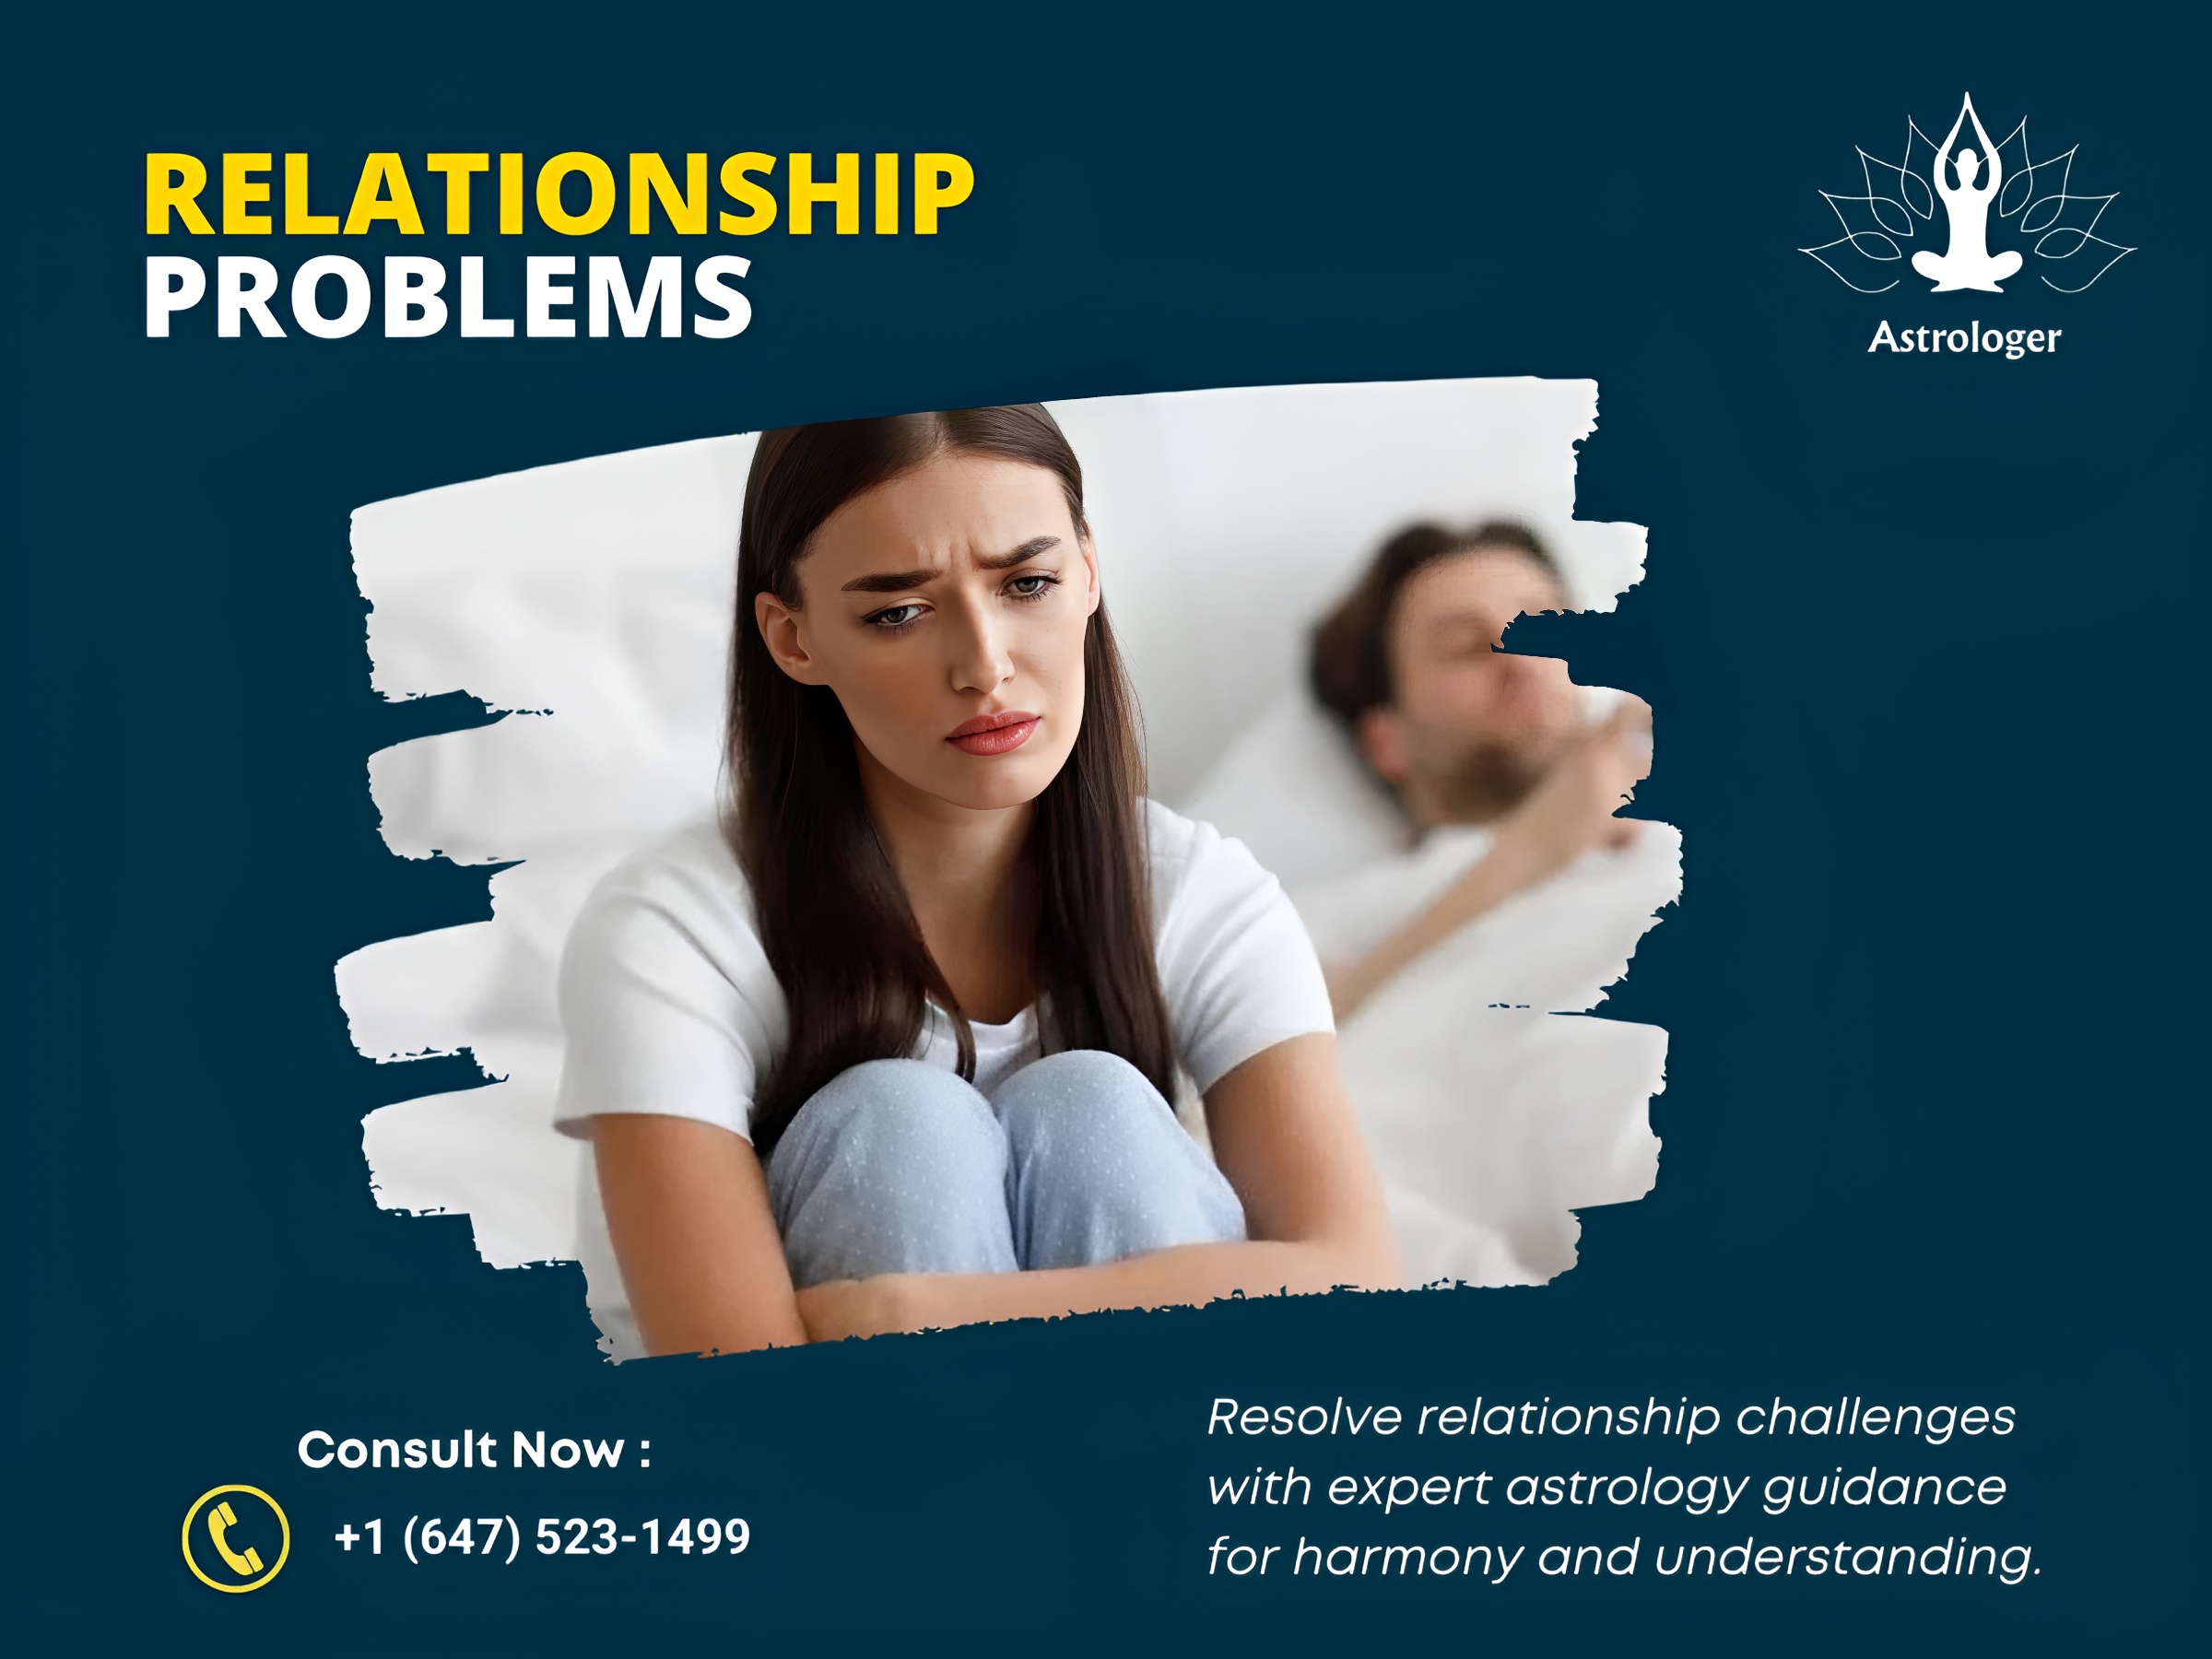 RELATIONSHIP
PROBLEMS
Astrologer
Consult Now :
+1 (647) 523-1499
Resolve relationship challenges
with expert astrology guidance
for harmony and understanding.